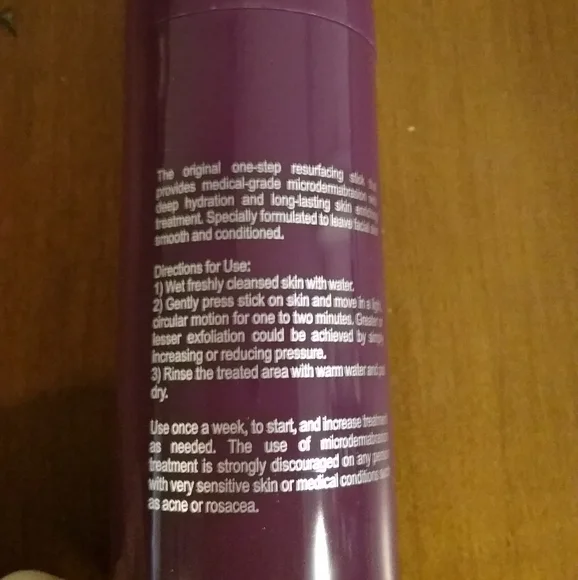 The original one-step resurfacing stick
provides medical-grade microdermabrasion
deep hydration and long-lasting skin
treatment. Specially formulated to leave facial
smooth and conditioned.
Directions for Use:
1) Wet freshly cleansed skin with water.
2) Gently press stick on skin and move in a
circular motion for one to two minutes. Greater
lesser exfoliation could be achieved by
increasing or reducing pressure.
3) Rinse the treated area with warm water and
dry.
Use once a week, to start, and increase
as needed. The use of microdermabrasion
treatment is strongly discouraged on any
with very sensitive skin or medical conditions
as acne or rosacea.